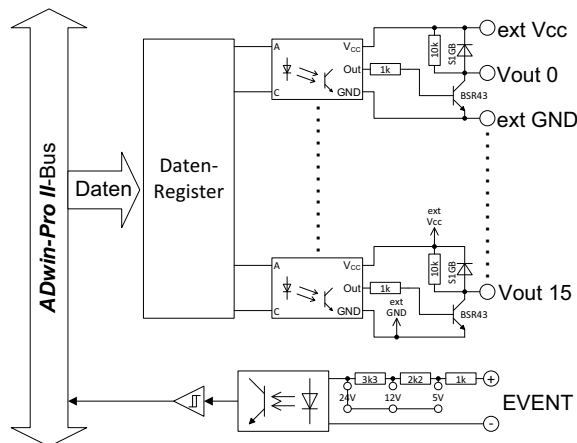 ADwin-Pro II-Bus
Daten
Daten-
Register
A
C
VCC
Out
GND
1k
10k
S1GB
BSR43
ext Vcc
Vout 0
ext GND
A
C
VCC
Out
GND
1k
ext
GND
ext
Vcc
10k
S1GB
BSR43
Vout 15
3k3
2k2
1k
24V
12V
5V
+
-
EVENT